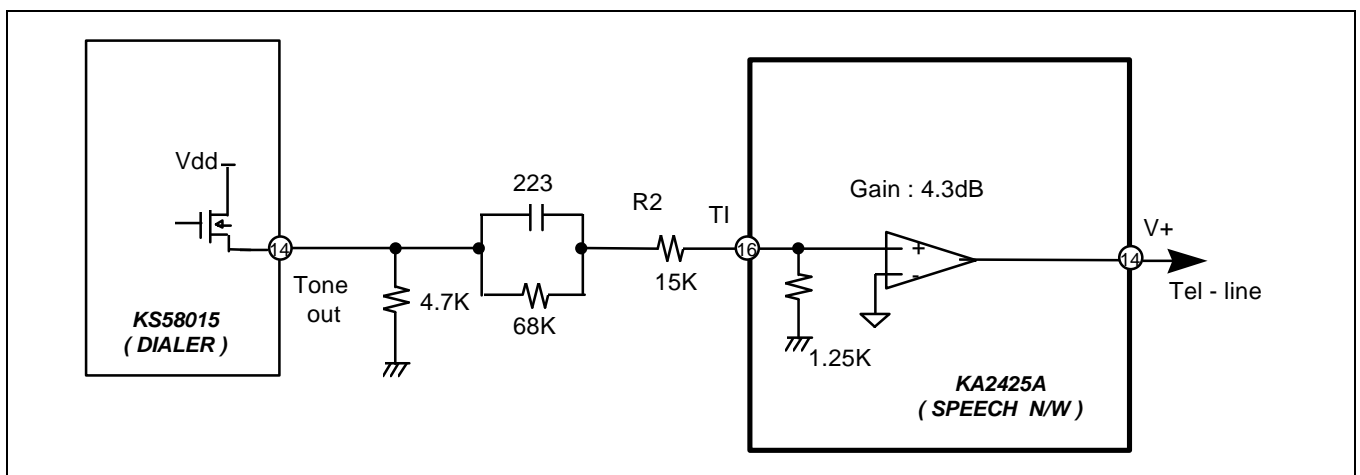 Vdd
14
Tone
out
KS58015
( DIALER )
4.7K
223
68K
R2
15K
TI
16
Gain : 4.3dB
+
-
1.25K
KA2425A
( SPEECH N/W )
V+
14
Tel - line